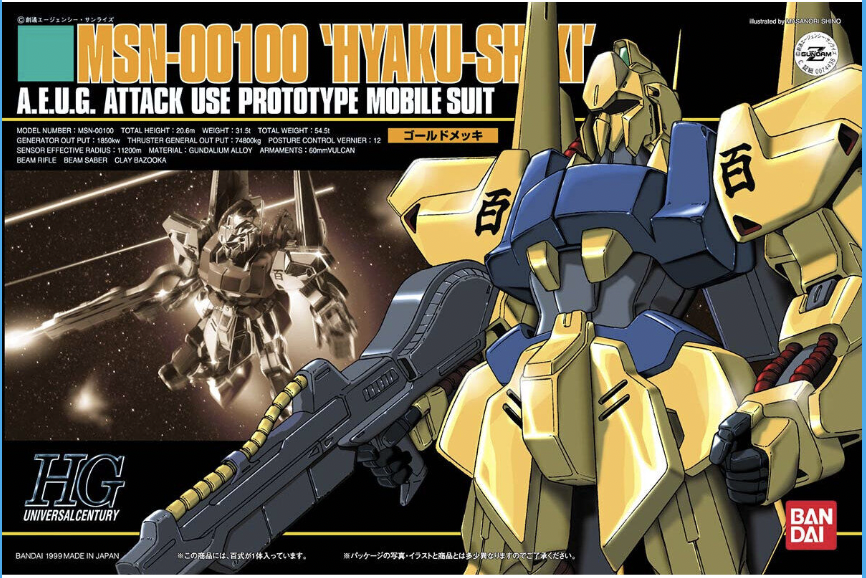 ©創通エージェンシー・サンライズ
illustrated by MASANORI SHINO
MSN-00100 'HYAKU-SHIKI'
A.E.U.G. ATTACK USE PROTOTYPE MOBILE SUIT
MODEL NUMBER：MSN-00100 TOTAL HEIGHT：20.6m WEIGHT：31.5t TOTAL WEIGHT：54.5t
GENERATOR OUT PUT：1850kw THRUSTER GENERAL OUT PUT：74800kg POSTURE CONTROL VERNIER：12
SENSOR EFFECTIVE RADIUS：11200m MATERIAL：GUNDALIUM ALLOY ARMAMENTS：60mmVULCAN
BEAM RIFLE BEAM SABER CLAY BAZOOKA
ゴールドメッキ
Z
GUNDAM
百
百
百
HG
UNIVERSAL CENTURY
BAN
DAI
BANDAI 1999 MADE IN JAPAN
※この商品には、百式が1体入っています。
※パッケージの写真・イラストと商品とは多少異なりますのでご了承ください。